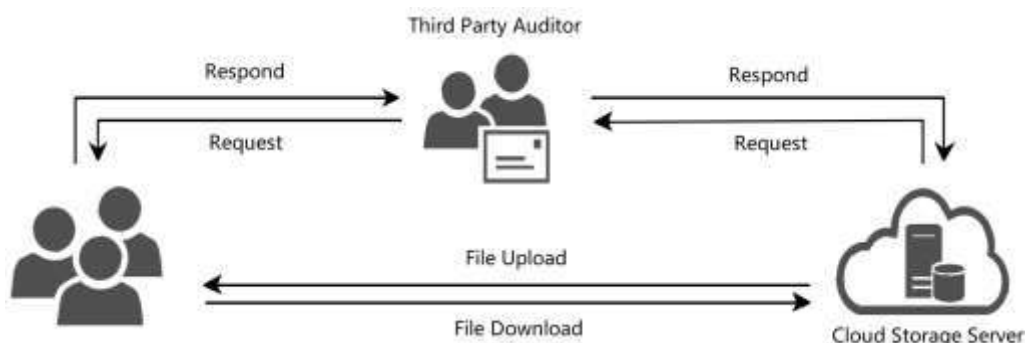 Third Party Auditor
Respond
Respond
Request
Request
File Upload
File Download
Cloud Storage Server